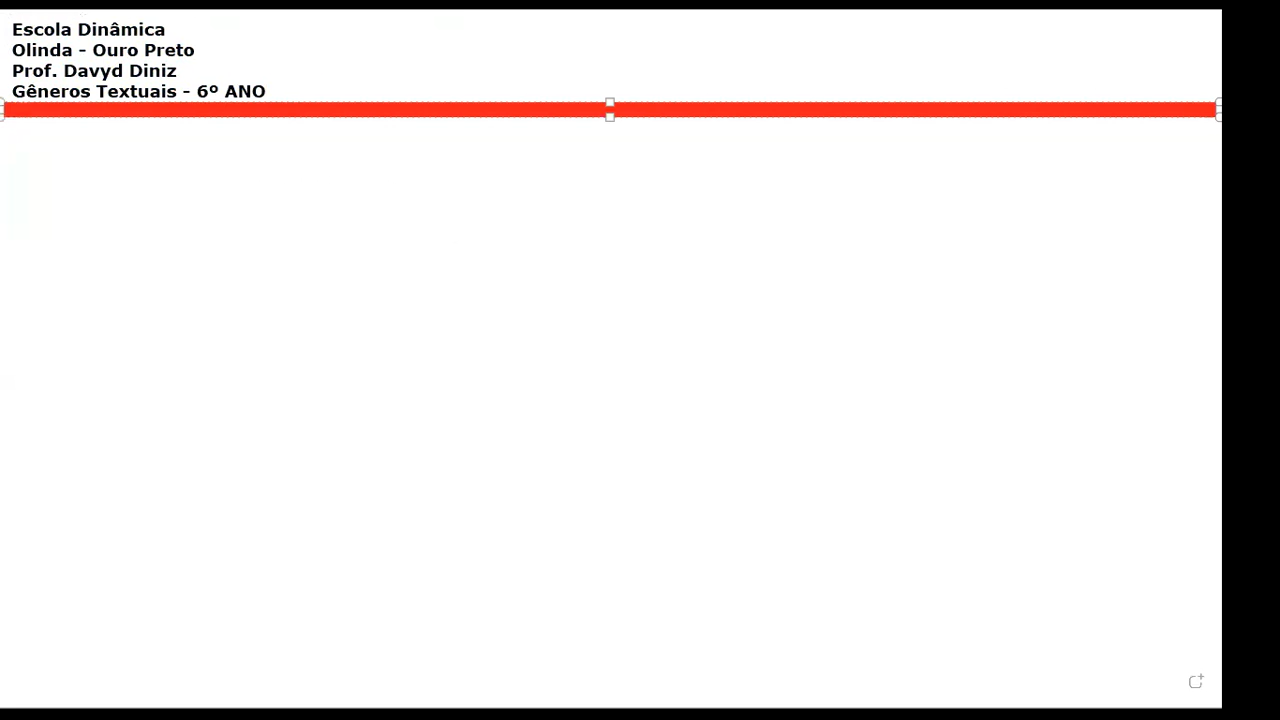 Escola Dinâmica
Olinda - Ouro Preto
Prof. Davyd Diniz
Gêneros Textuais - 6º ANO